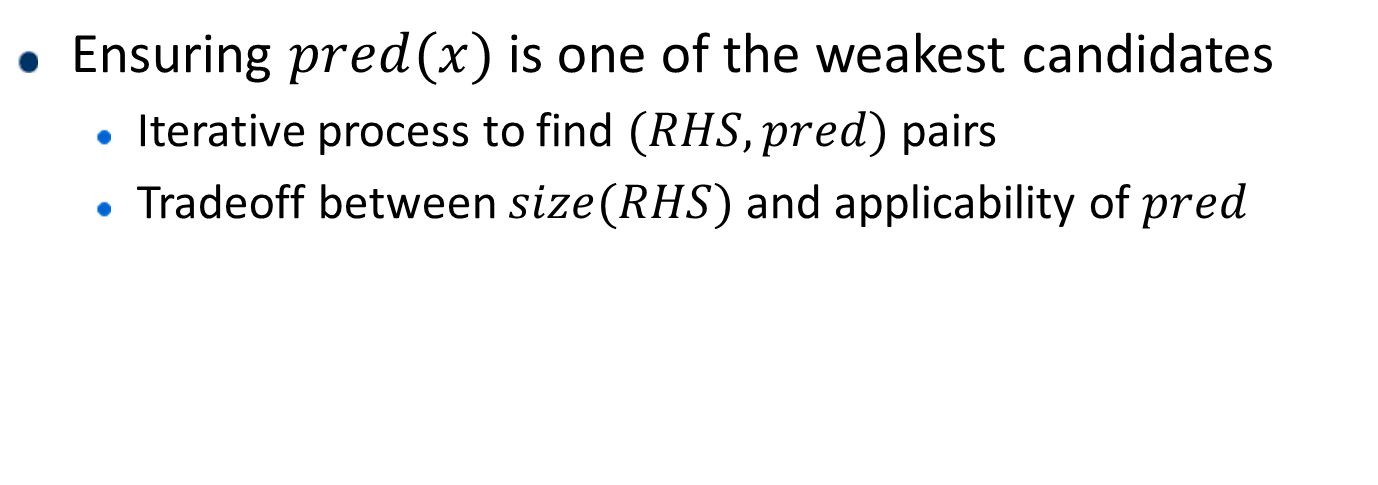 • Ensuring pred(x) is one of the weakest candidates
• Iterative process to find (RHS, pred) pairs
• Tradeoff between size(RHS) and applicability of pred